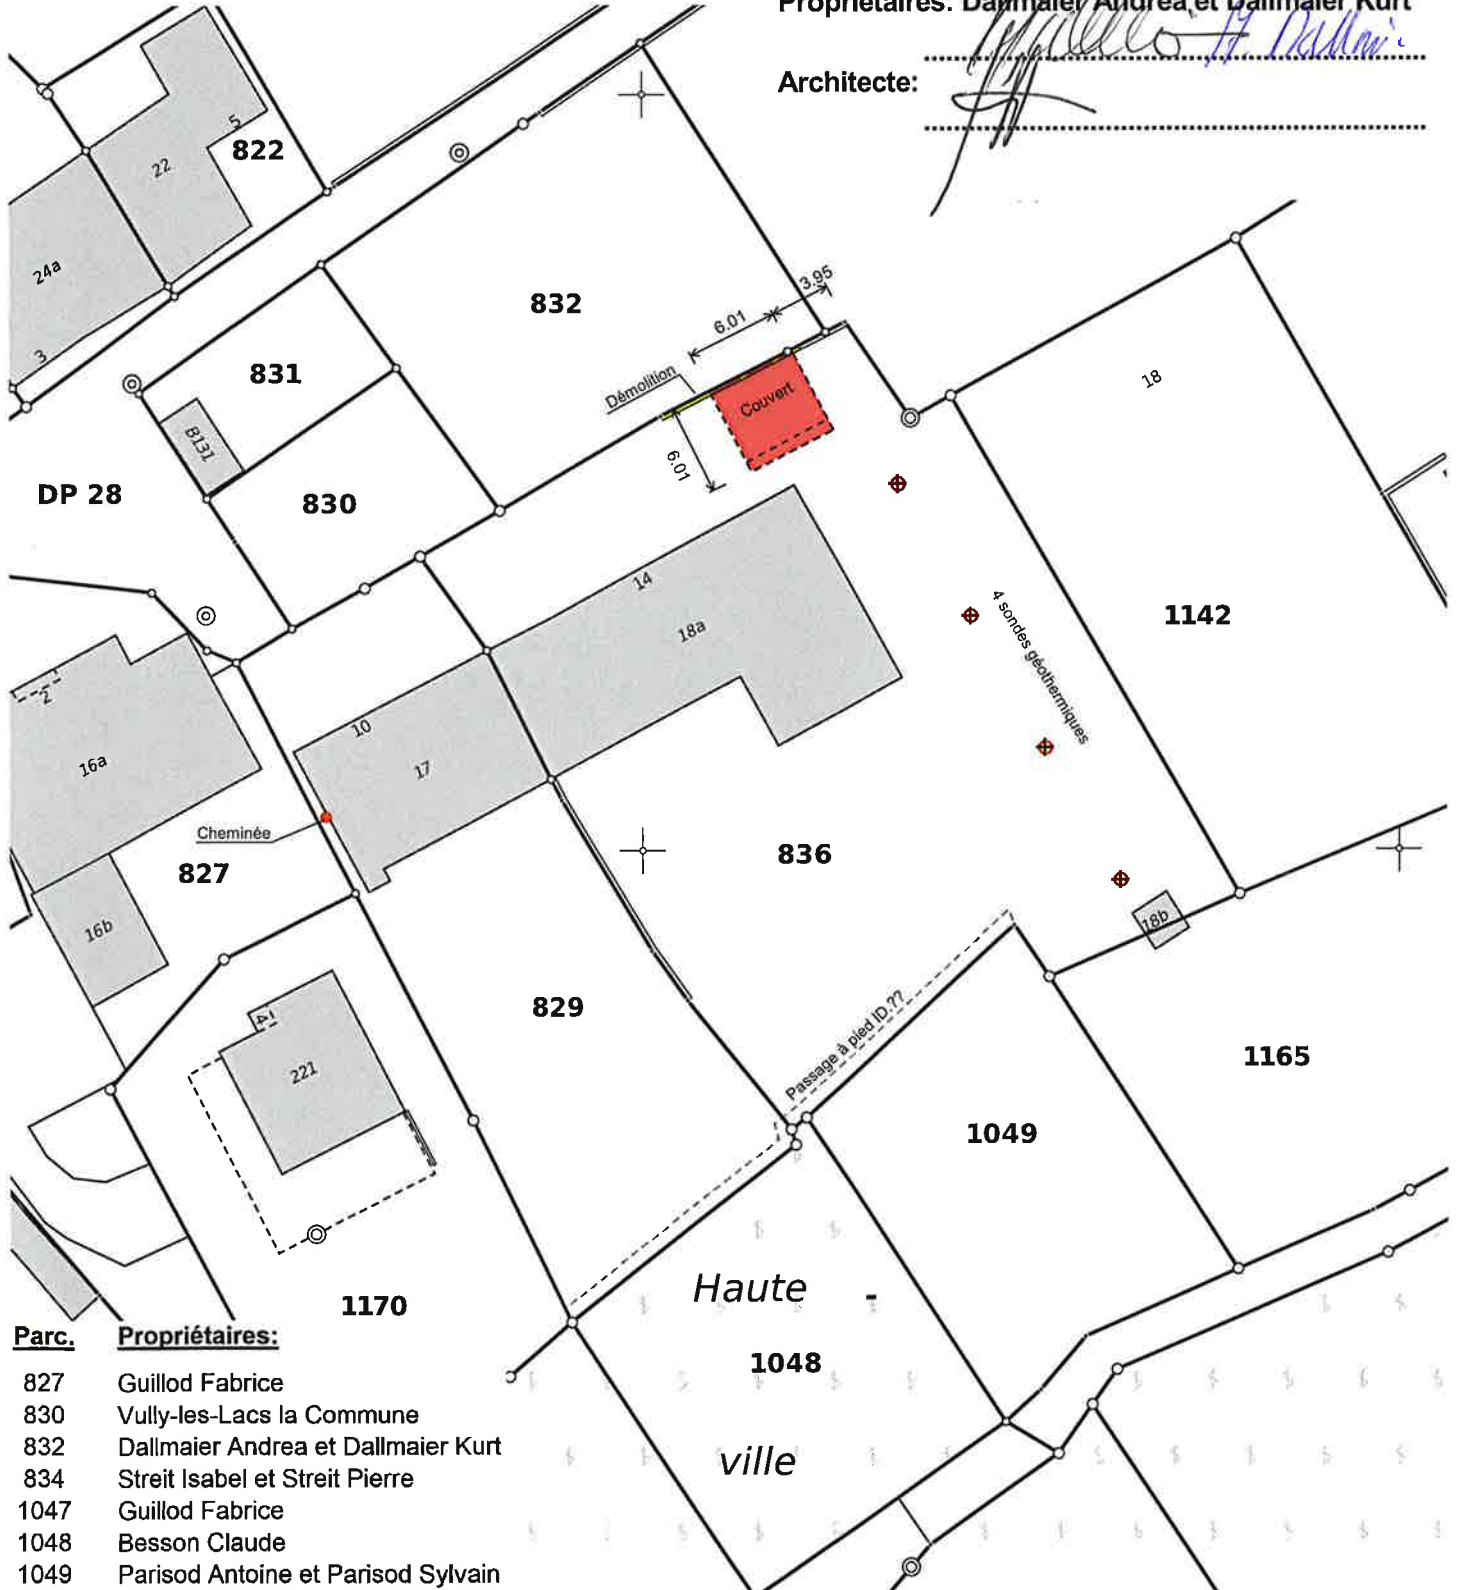 Propriétaires: Dallmaier Andrea et Dallmaier Kurt
Architecte:
822
5
22
24a
3
832
3.95
6.01
831
Démolition
Couvert
18
B131
6.01
DP 28
830
14
18a
4 sondes géothermiques
1142
2
10
17
16a
Cheminée
827
836
16b
18b
829
Passage à pied ID.??
4
221
1165
1049
Haute
1170
1048
ville
Parc. Propriétaires:
827 Guillod Fabrice
830 Vully-les-Lacs la Commune
832 Dallmaier Andrea et Dallmaier Kurt
834 Streit Isabel et Streit Pierre
1047 Guillod Fabrice
1048 Besson Claude
1049 Parisod Antoine et Parisod Sylvain